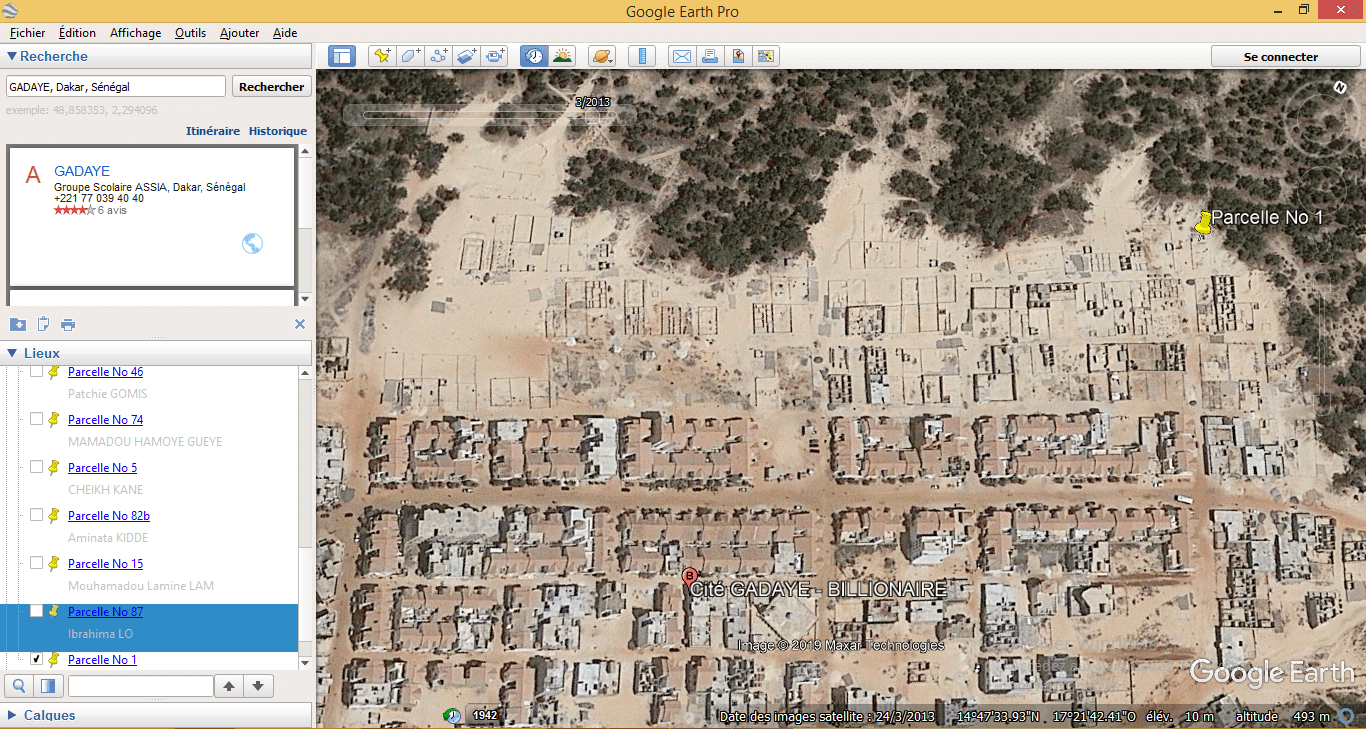 Google Earth Pro
Fichier Édition Affichage Outils Ajouter Aide
Recherche
GADAYE, Dakar, Sénégal
Rechercher
exemple: 48,858353, 2,294096
Itinéraire Historique
A GADAYE
Groupe Scolaire ASSIA, Dakar, Sénégal
+221 77 039 40 40
6 avis
Lieux
Parcelle No 46
Patchie GOMIS
Parcelle No 74
MAMADOU HAMOYE GUEYE
Parcelle No 5
CHEIKH KANE
Parcelle No 82b
Aminata KIDDE
Parcelle No 15
Mouhamadou Lamine LAM
Parcelle No 87
Ibrahima LO
Parcelle No 1
Calques
Se connecter
3/2013
N
Parcelle No 1
B
Cité GADAYE - BILLIONAIRE
Image © 2019 Maxar Technologies
Google Earth
1942
Date des images satellite : 24/3/2013 14°47'33.93"N 17°21'42.41"O élév. 10 m altitude 493 m